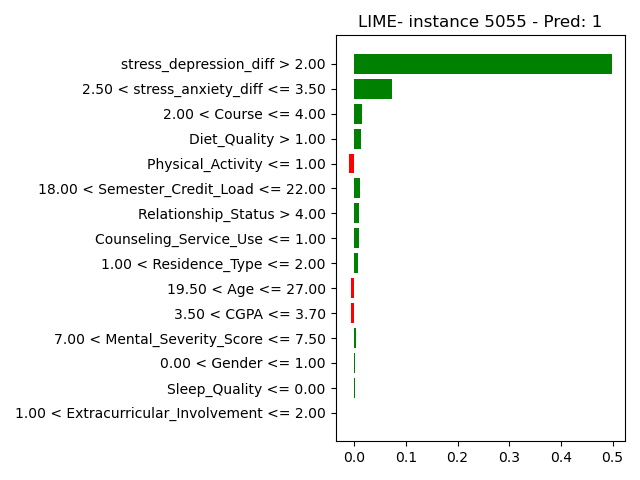 LIME- instance 5055 - Pred: 1
stress_depression_diff > 2.00
2.50 < stress_anxiety_diff <= 3.50
2.00 < Course <= 4.00
Diet_Quality > 1.00
Physical_Activity <= 1.00
18.00 < Semester_Credit_Load <= 22.00
Relationship_Status > 4.00
Counseling_Service_Use <= 1.00
1.00 < Residence_Type <= 2.00
19.50 < Age <= 27.00
3.50 < CGPA <= 3.70
7.00 < Mental_Severity_Score <= 7.50
0.00 < Gender <= 1.00
Sleep_Quality <= 0.00
1.00 < Extracurricular_Involvement <= 2.00
0.0 0.1 0.2 0.3 0.4 0.5